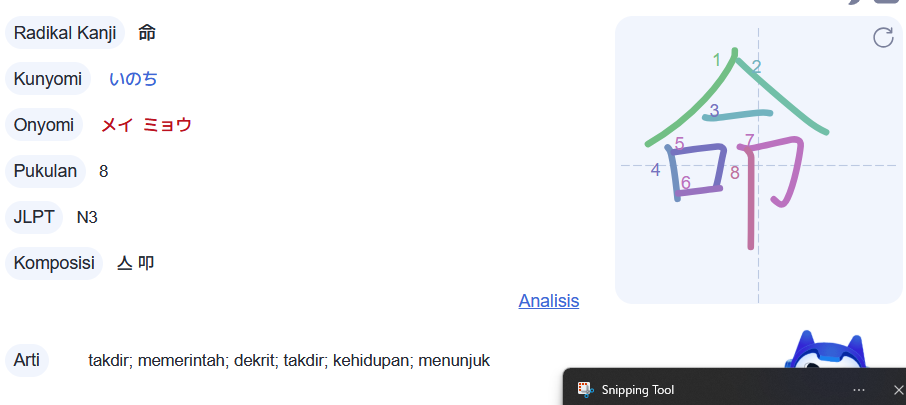 Radikal Kanji 命
Kunyomi いのち
Onyomi メイ ミョウ
Pukulan 8
JLPT N3
Komposisi 亼 叩
Analisis
Arti takdir; memerintah; dekrit; takdir; kehidupan; menunjuk
1 2
3
5 7
4 6 8
Snipping Tool